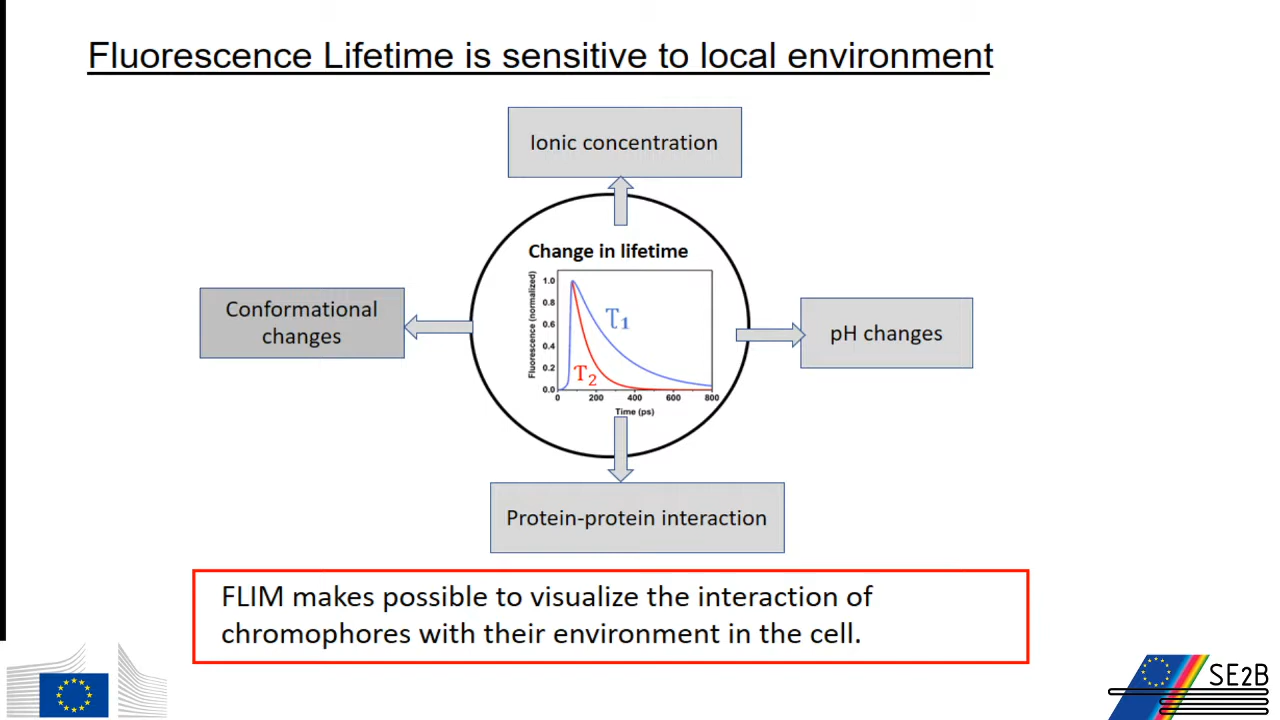 Fluorescence Lifetime is sensitive to local environment
Ionic concentration
Change in lifetime
Fluorescence (normalized)
1.0
0.8
0.6
0.4
0.2
0.0
τ1
T2
0
200
400
600
800
Time (ps)
Conformational
changes
pH changes
Protein-protein interaction
FLIM makes possible to visualize the interaction of
chromophores with their environment in the cell.
SE2B